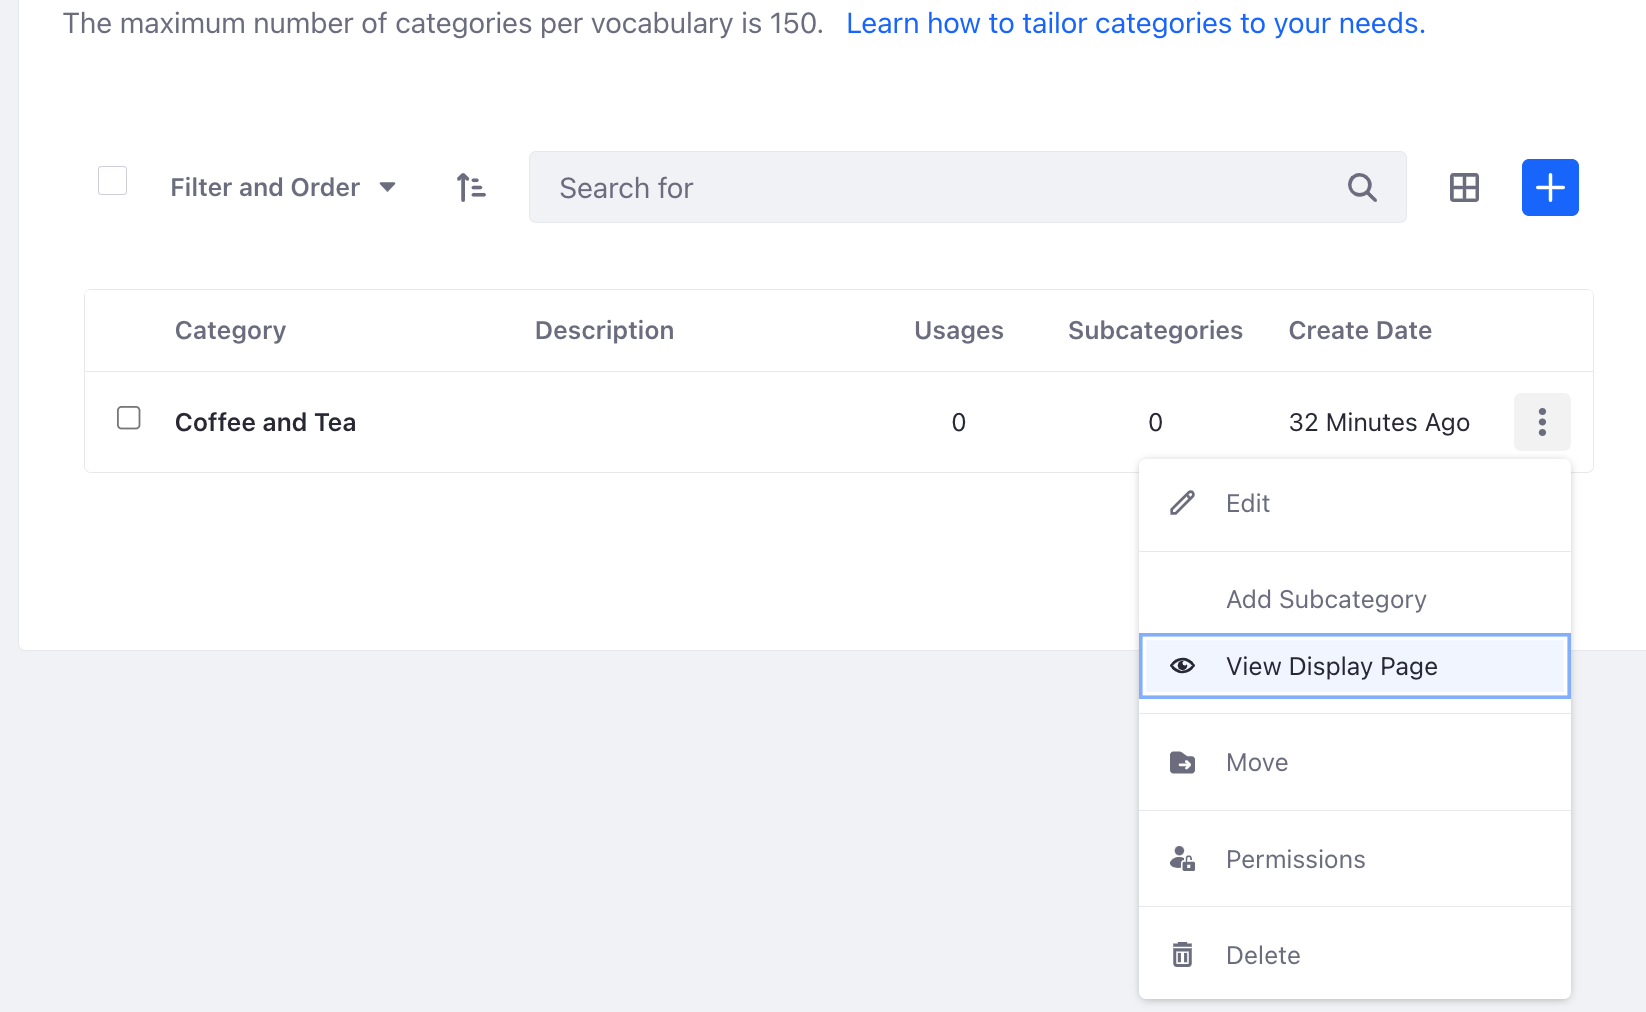 The maximum number of categories per vocabulary is 150. Learn how to tailor categories to your needs.
Filter and Order
Search for
Category Description Usages Subcategories Create Date
Coffee and Tea 0 0 32 Minutes Ago
Edit
Add Subcategory
View Display Page
Move
Permissions
Delete